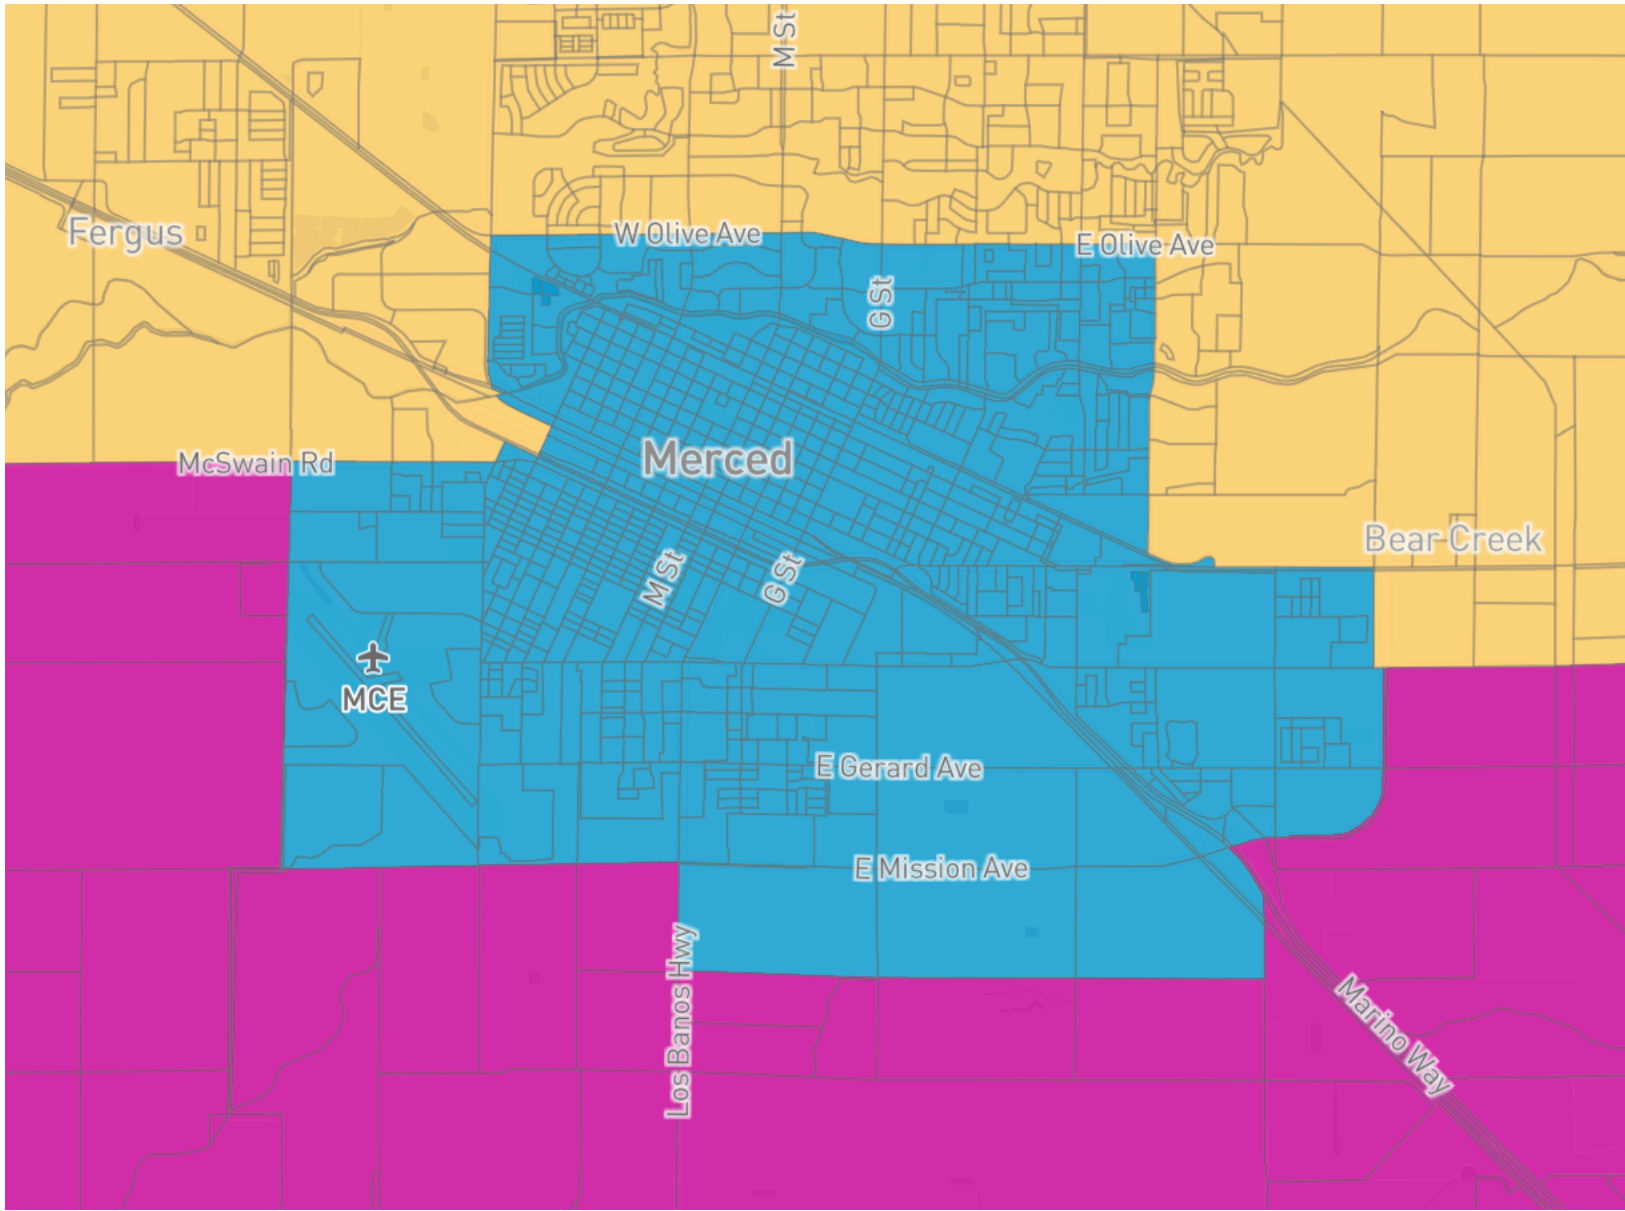 M St
Fergus
W Olive Ave
E Olive Ave
G St
Merced
McSwain Rd
Bear Creek
M St
G St
MCE
E Gerard Ave
E Mission Ave
Los Banos Hwy
Marino Way